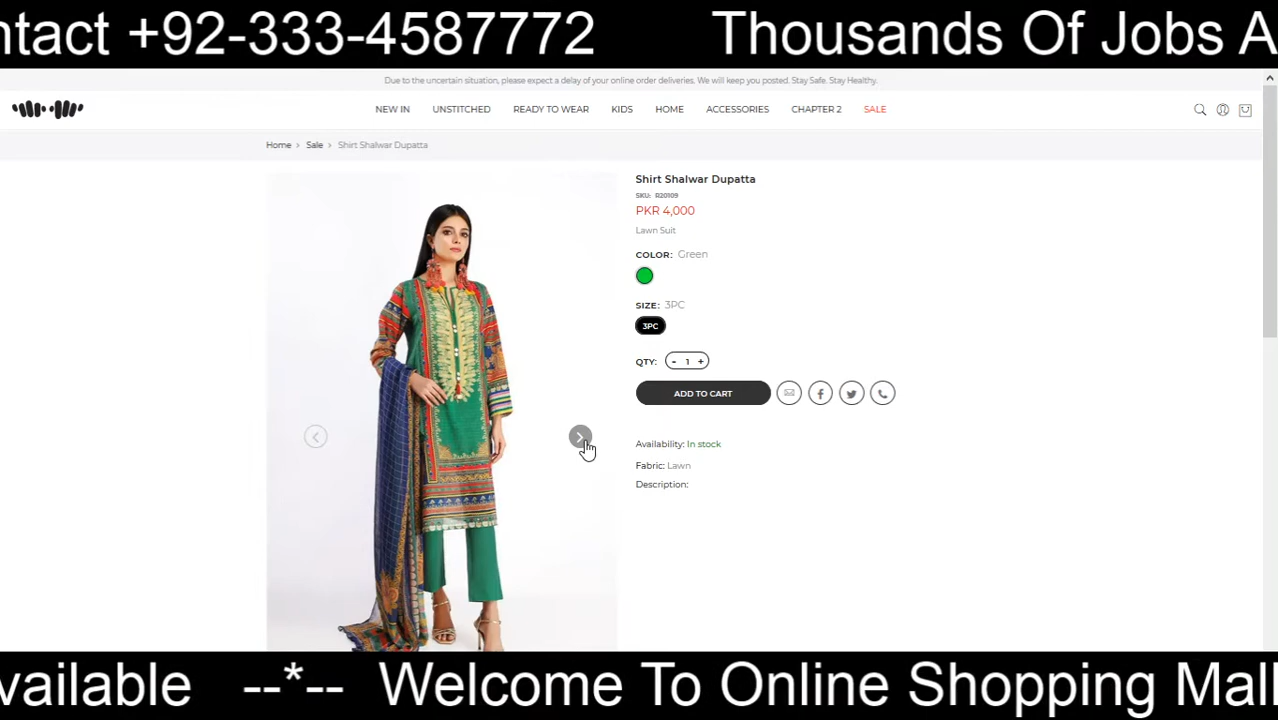 ntact +92-333-4587772 Thousands Of Jobs A
Due to the uncertain situation, please expect a delay of your online order deliveries. We will keep you posted. Stay Safe. Stay Healthy.
NEW IN UNSTITCHED READY TO WEAR KIDS HOME ACCESSORIES CHAPTER 2 SALE
Home > Sale > Shirt Shalwar Dupatta
Shirt Shalwar Dupatta
SKU: R20109
PKR 4,000
Lawn Suit
COLOR: Green
SIZE: 3PC
3PC
QTY: - 1 +
ADD TO CART
Availability: In stock
Fabric: Lawn
Description:
vailable --*-- Welcome To Online Shopping Mall